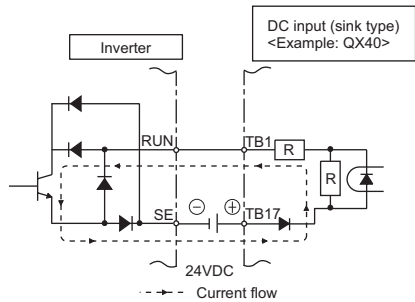 Inverter
DC input (sink type)
<Example: QX40>
RUN
TB1
R
R
SE
TB17
24VDC
Current flow